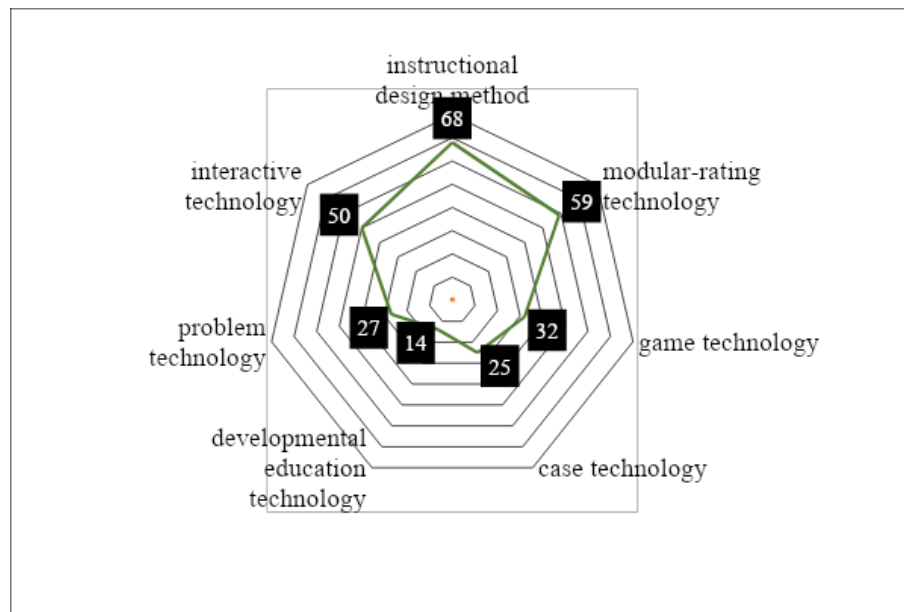 instructional
design method
68
modular-rating
technology
59
game technology
32
case technology
25
developmental
education
technology
14
problem
technology
27
interactive
technology
50